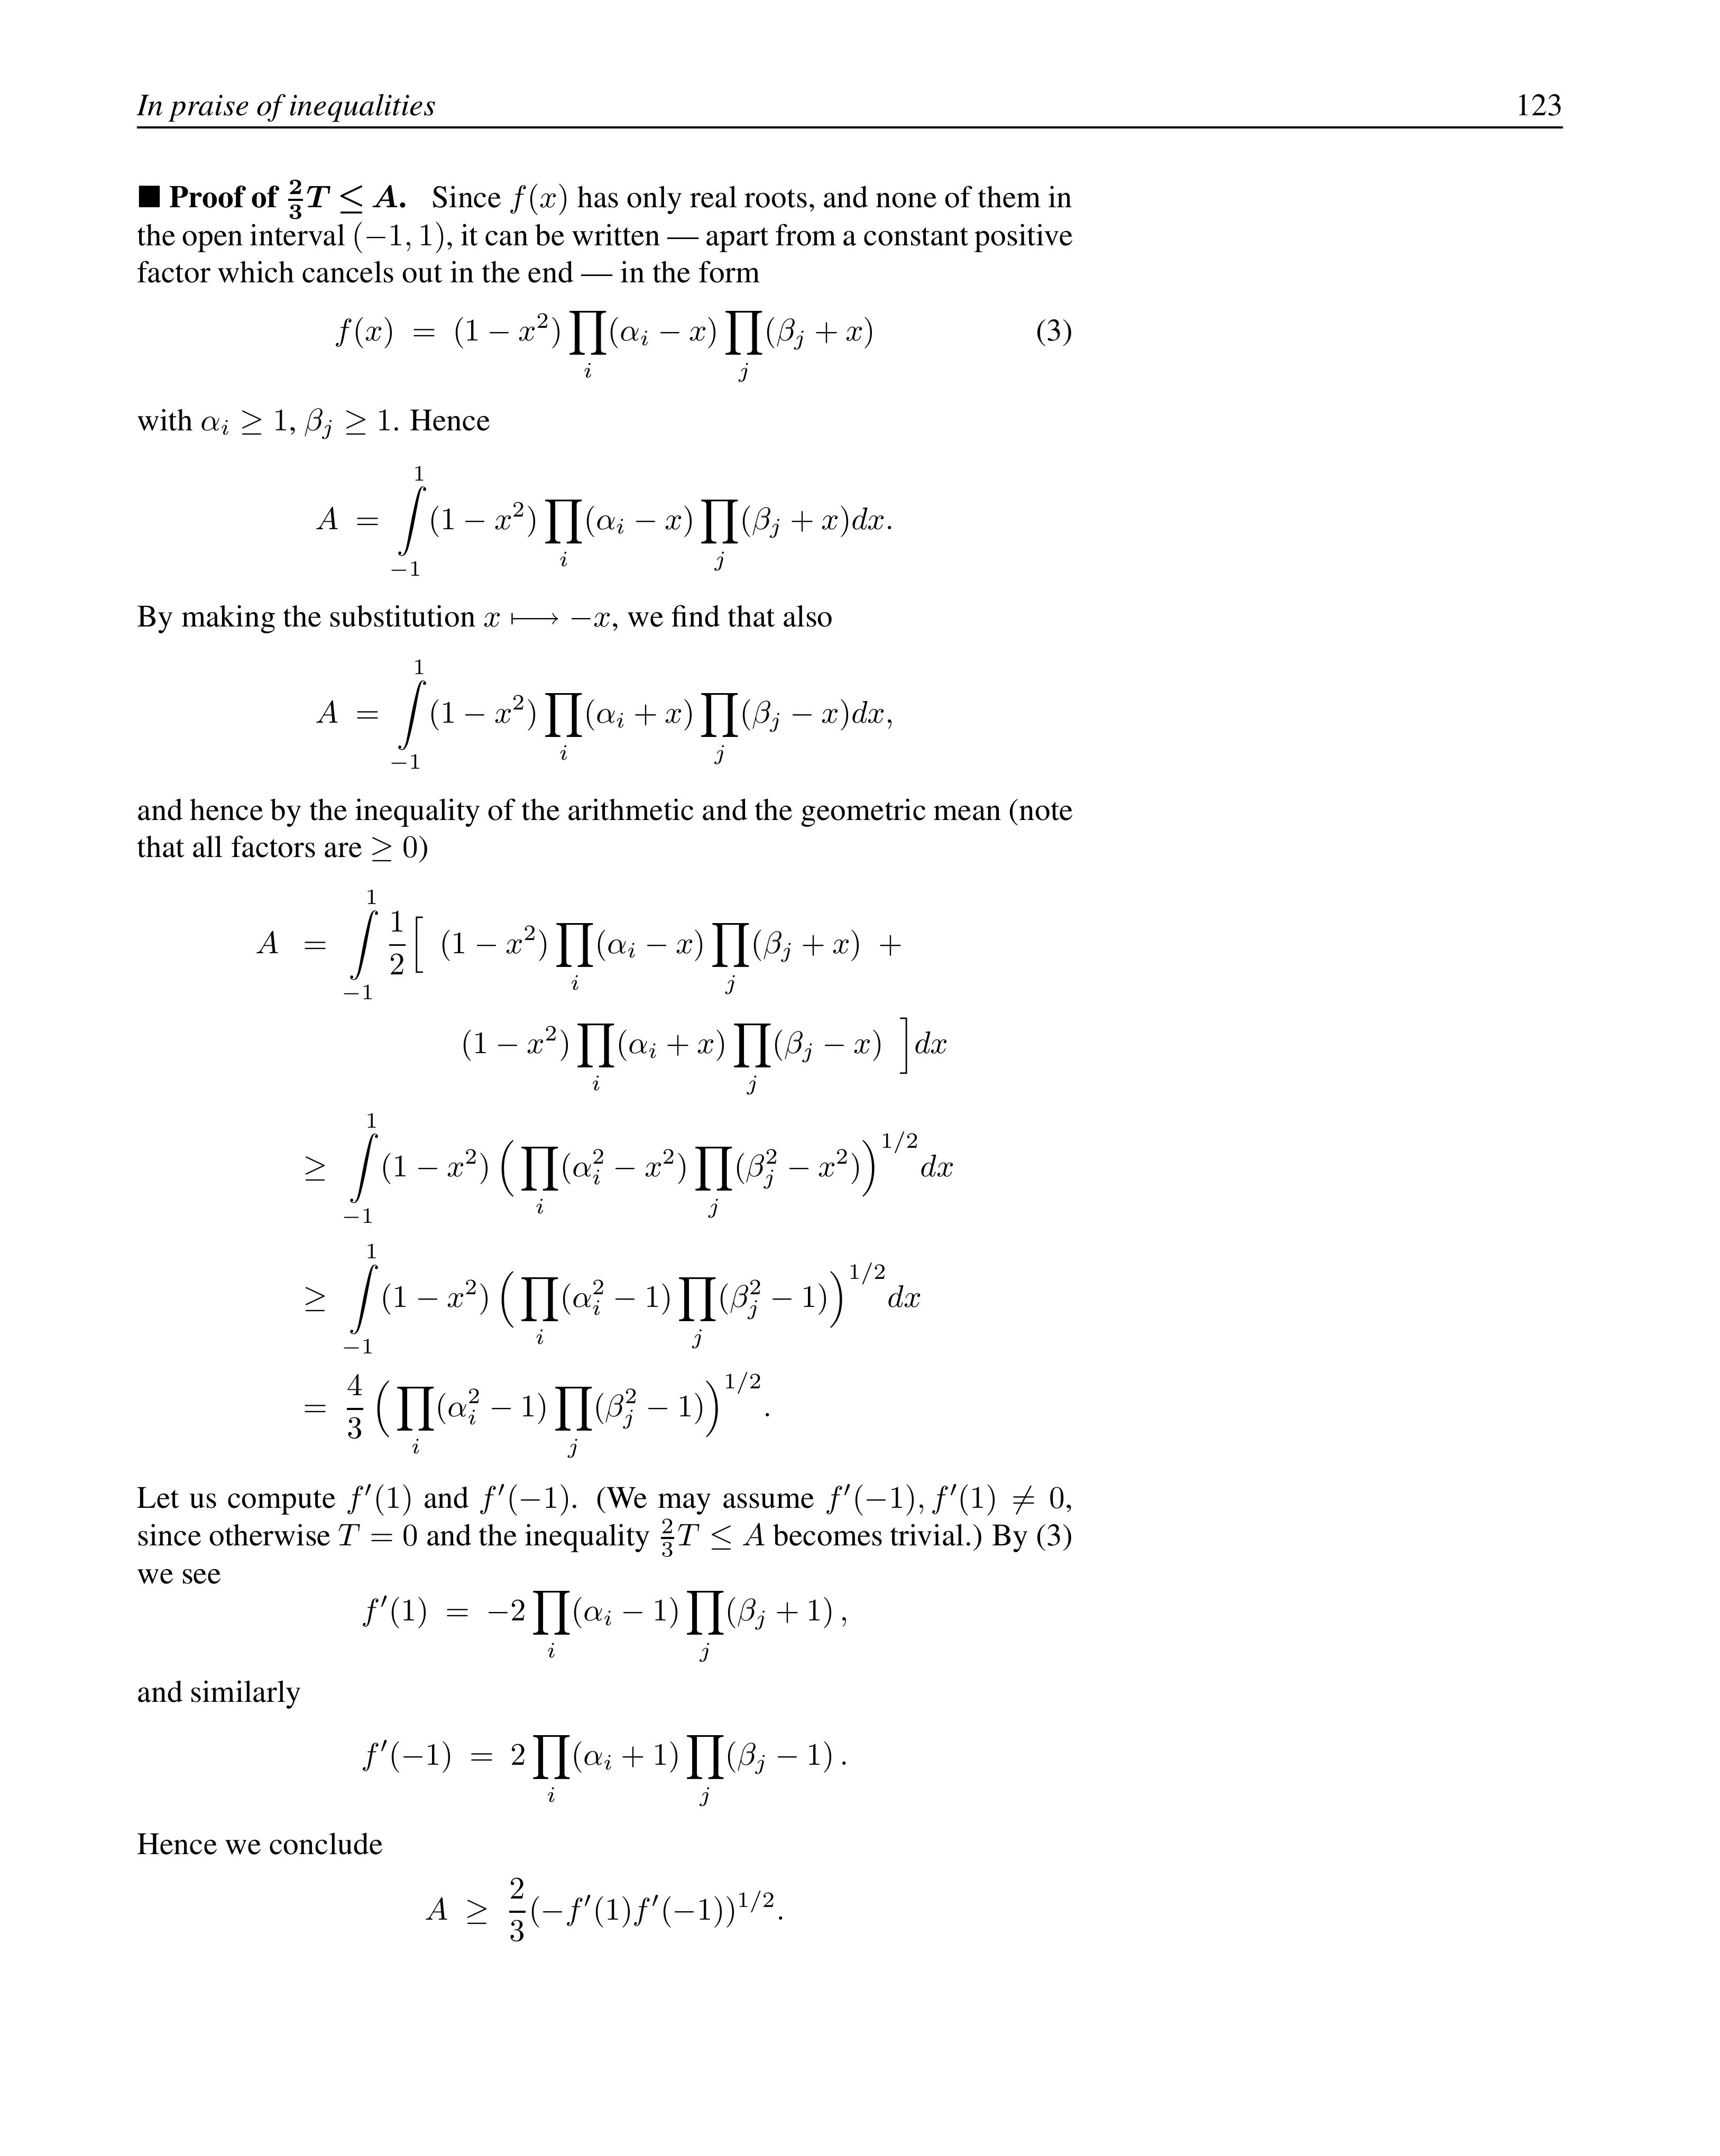 In praise of inequalities 123
■ Proof of $\frac{2}{3}T \leq A$. Since $f(x)$ has only real roots, and none of them in
the open interval $(-1, 1)$, it can be written — apart from a constant positive
factor which cancels out in the end — in the form
$f(x) = (1 - x^2) \prod_i (\alpha_i - x) \prod_j (\beta_j + x)$ (3)
with $\alpha_i \geq 1, \beta_j \geq 1$. Hence
$A = \int_{-1}^{1} (1 - x^2) \prod_i (\alpha_i - x) \prod_j (\beta_j + x) dx.$
By making the substitution $x \longmapsto -x$, we find that also
$A = \int_{-1}^{1} (1 - x^2) \prod_i (\alpha_i + x) \prod_j (\beta_j - x) dx,$
and hence by the inequality of the arithmetic and the geometric mean (note
that all factors are $\geq 0$)
$A = \int_{-1}^{1} \frac{1}{2} \Big[ (1 - x^2) \prod_i (\alpha_i - x) \prod_j (\beta_j + x) +$
$(1 - x^2) \prod_i (\alpha_i + x) \prod_j (\beta_j - x) \Big] dx$
$\geq \int_{-1}^{1} (1 - x^2) \Big( \prod_i (\alpha_i^2 - x^2) \prod_j (\beta_j^2 - x^2) \Big)^{1/2} dx$
$\geq \int_{-1}^{1} (1 - x^2) \Big( \prod_i (\alpha_i^2 - 1) \prod_j (\beta_j^2 - 1) \Big)^{1/2} dx$
$= \frac{4}{3} \Big( \prod_i (\alpha_i^2 - 1) \prod_j (\beta_j^2 - 1) \Big)^{1/2}.$
Let us compute $f'(1)$ and $f'(-1)$. (We may assume $f'(-1), f'(1) \neq 0$,
since otherwise $T = 0$ and the inequality $\frac{2}{3}T \leq A$ becomes trivial.) By (3)
we see
$f'(1) = -2 \prod_i (\alpha_i - 1) \prod_j (\beta_j + 1),$
and similarly
$f'(-1) = 2 \prod_i (\alpha_i + 1) \prod_j (\beta_j - 1).$
Hence we conclude
$A \geq \frac{2}{3} (-f'(1)f'(-1))^{1/2}.$